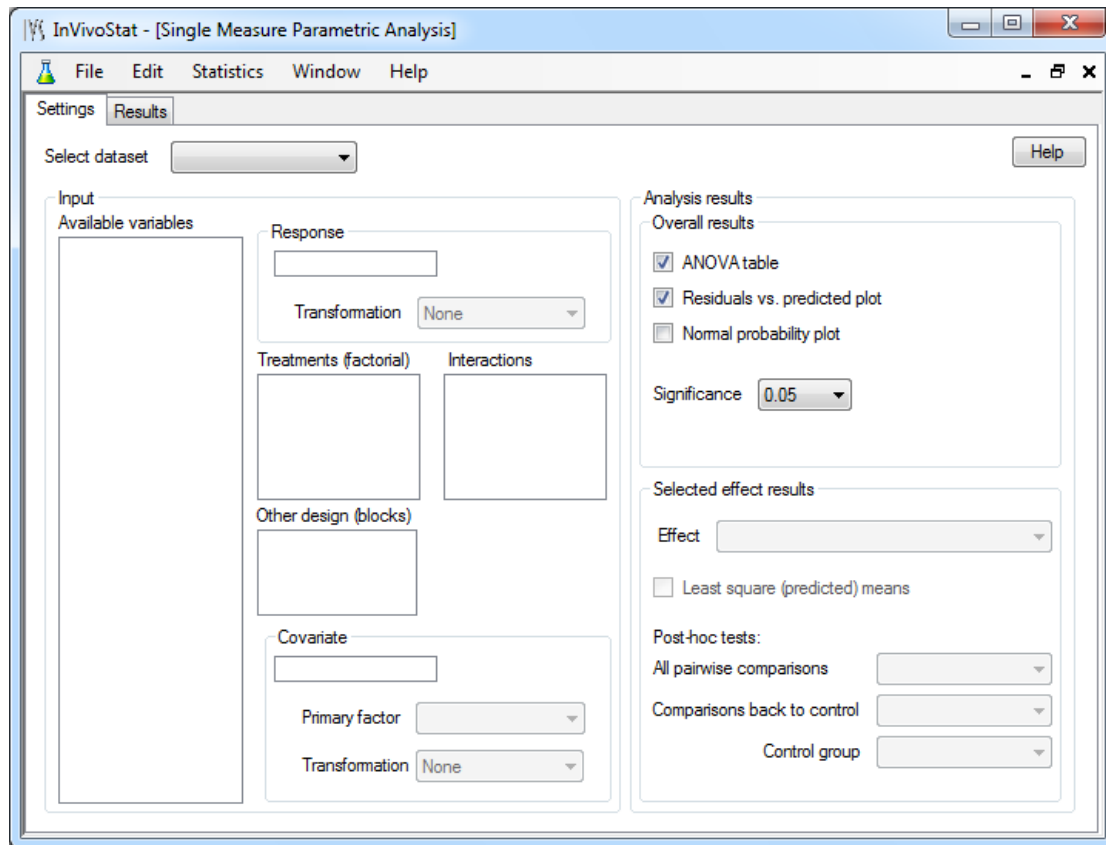 InVivoStat - [Single Measure Parametric Analysis]
File Edit Statistics Window Help
Settings Results
Select dataset
Help
Input
Available variables
Response
Transformation None
Treatments (factorial) Interactions
Other design (blocks)
Covariate
Primary factor
Transformation None
Analysis results
Overall results
ANOVA table
Residuals vs. predicted plot
Normal probability plot
Significance 0.05
Selected effect results
Effect
Least square (predicted) means
Post-hoc tests:
All pairwise comparisons
Comparisons back to control
Control group